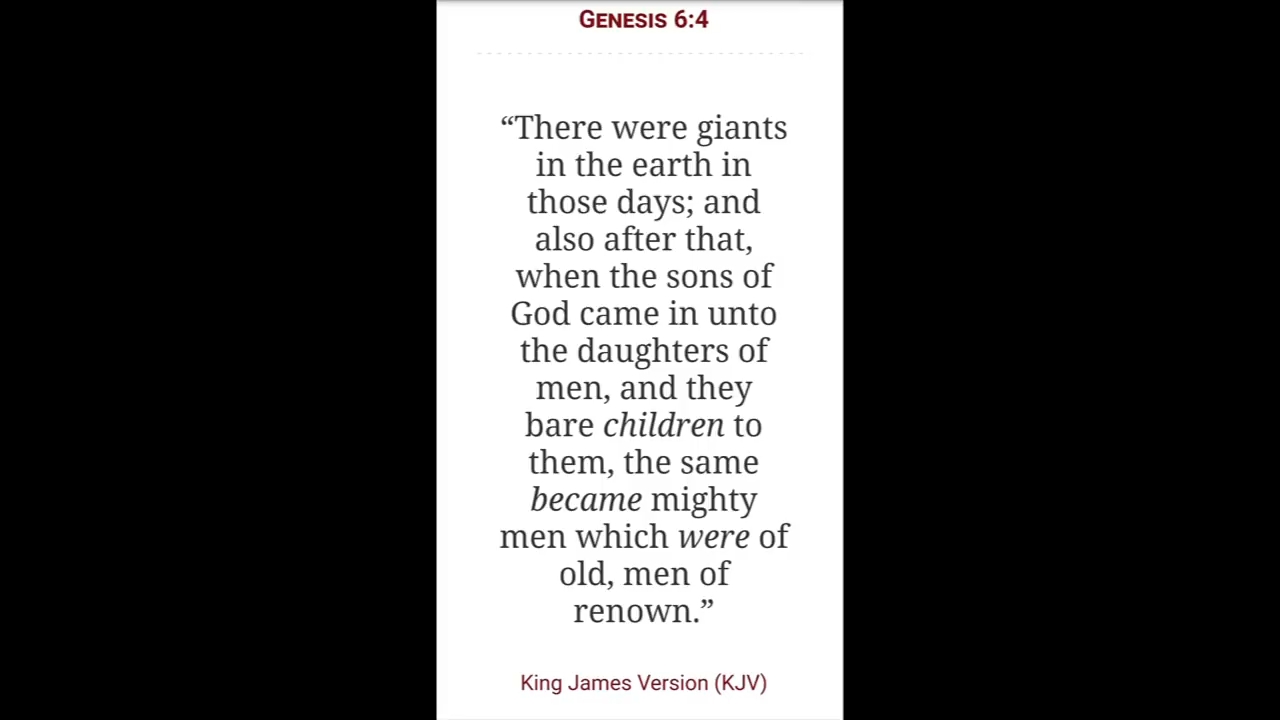 GENESIS 6:4
“There were giants
in the earth in
those days; and
also after that,
when the sons of
God came in unto
the daughters of
men, and they
bare children to
them, the same
became mighty
men which were of
old, men of
renown.”
King James Version (KJV)